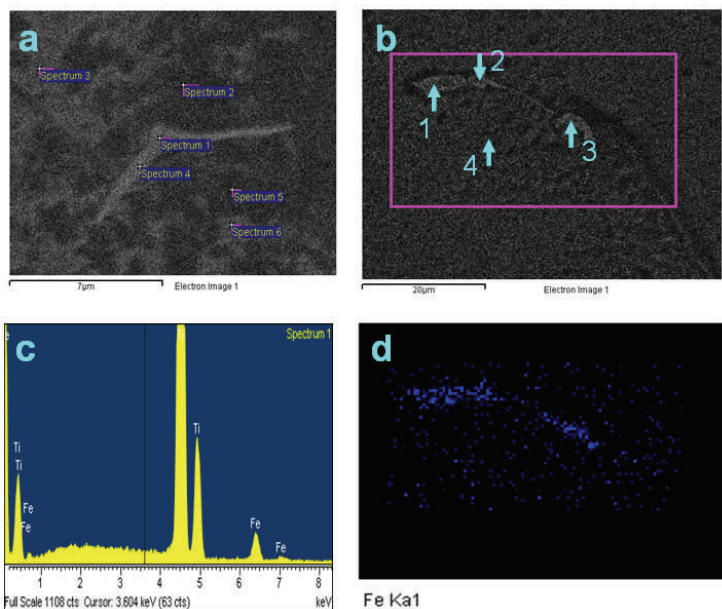 a
Spectrum 3
Spectrum 2
Spectrum 1
Spectrum 4
Spectrum 5
Spectrum 6
7µm Electron Image 1
b
2
1
3
4
20µm Electron Image 1
c
Spectrum 1
Ti
Ti
Ti
Fe
Fe
Fe
Fe
1 2 3 4 5 6 7 8
Full Scale 1108 cts Cursor: 3.604 keV (63 cts) keV
d
Fe Ka1